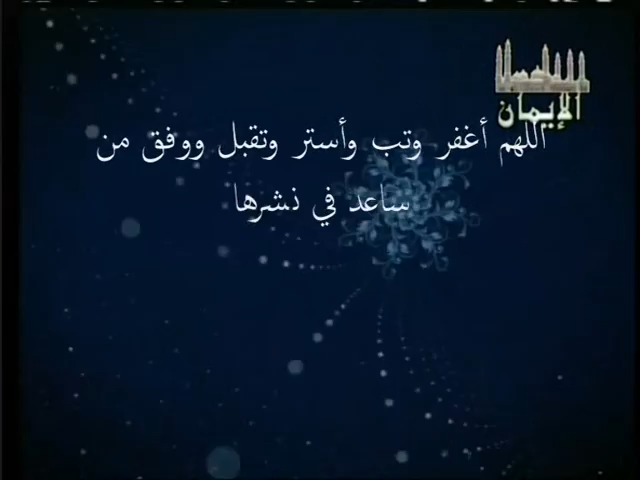 الإيمان
اللهم أغفر وتب وأستر وتقبل ووفق من
ساعد في نشرها